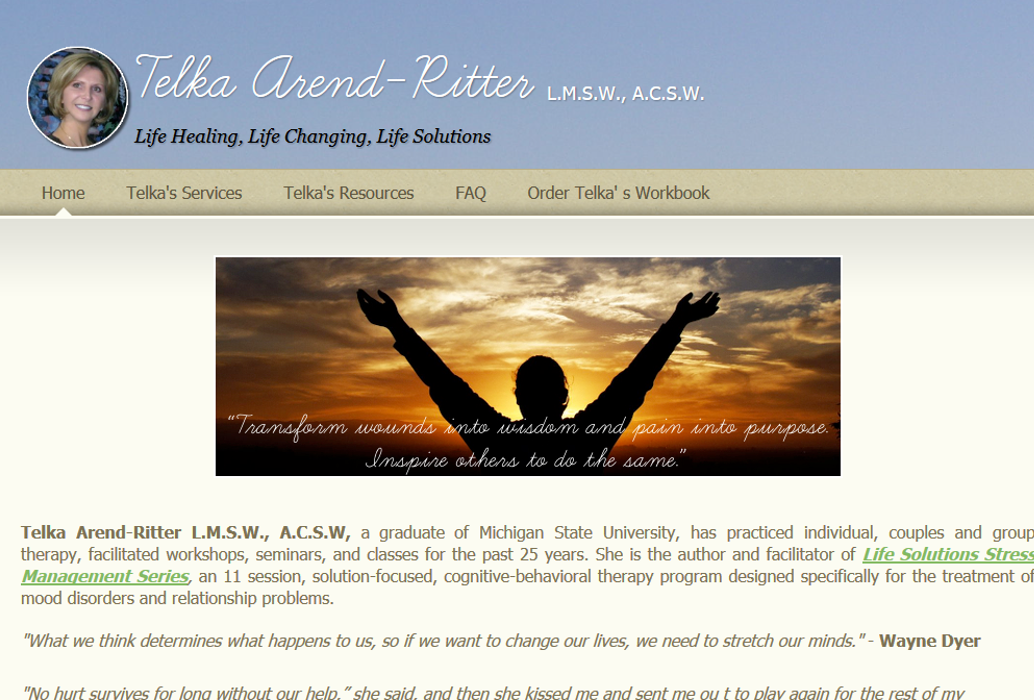 Telka Arend-Ritter L.M.S.W., A.C.S.W.
Life Healing, Life Changing, Life Solutions
Home Telka's Services Telka's Resources FAQ Order Telka' s Workbook
“Transform wounds into wisdom and pain into purpose.
Inspire others to do the same.”
Telka Arend-Ritter L.M.S.W., A.C.S.W, a graduate of Michigan State University, has practiced individual, couples and group
therapy, facilitated workshops, seminars, and classes for the past 25 years. She is the author and facilitator of Life Solutions Stress
Management Series, an 11 session, solution-focused, cognitive-behavioral therapy program designed specifically for the treatment of
mood disorders and relationship problems.
"What we think determines what happens to us, so if we want to change our lives, we need to stretch our minds." - Wayne Dyer
"No hurt survives for long without our help,” she said, and then she kissed me and sent me ou t to play again for the rest of my